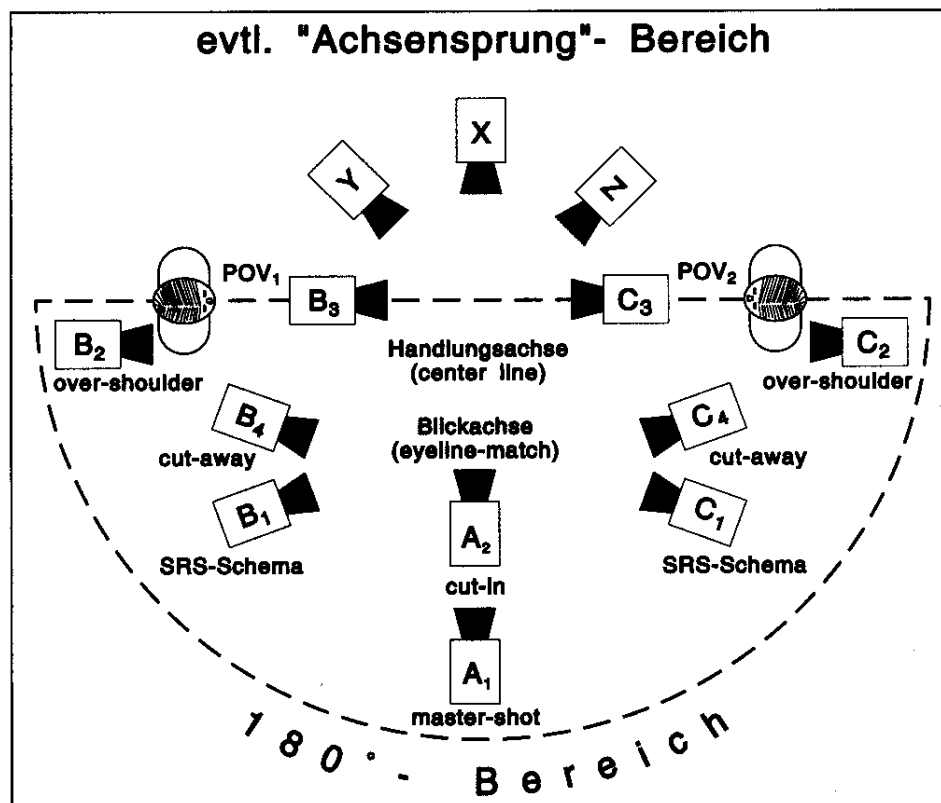 evtl. "Achsensprung"- Bereich
X
Y
Z
POV₁
POV₂
B₃
C₃
B₂
C₂
over-shoulder
Handlungsachse
(center line)
over-shoulder
B₄
C₄
cut-away
Blickachse
(eyeline-match)
cut-away
B₁
C₁
SRS-Schema
A₂
SRS-Schema
cut-in
A₁
master-shot
180°- Bereich